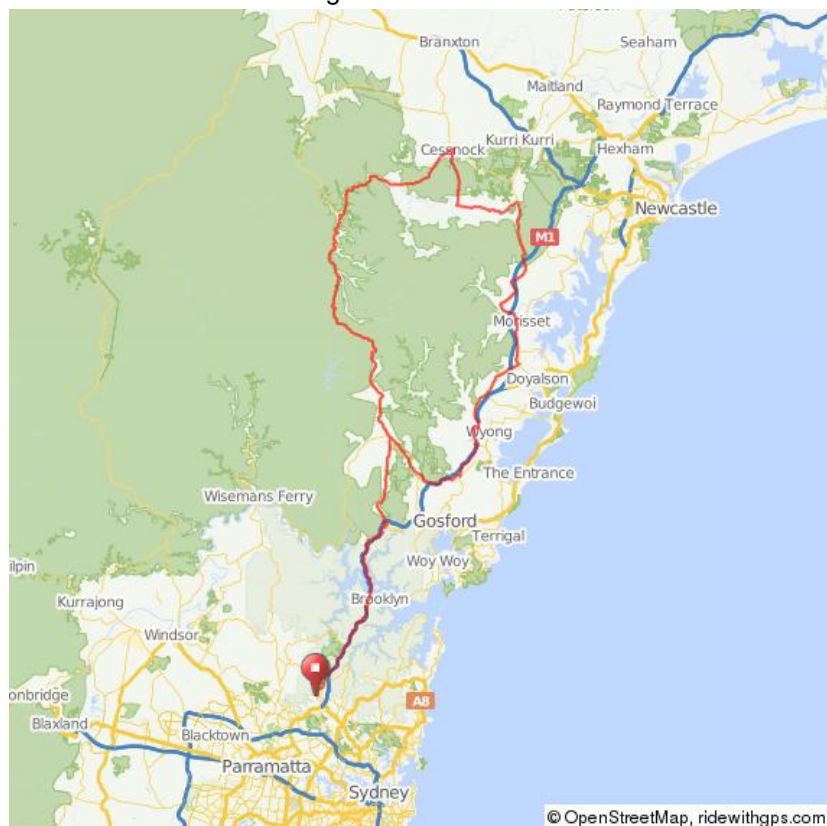 Branxton
Seaham
Maitland
Raymond Terrace
Kurri Kurri
Hexham
Cessnock
Newcastle
M1
Morisset
Doyalson
Budgewoi
Wyong
The Entrance
Wisemans Ferry
Gosford
Terrigal
Woy Woy
ilpin
Brooklyn
Kurrajong
Windsor
onbridge
A8
Blaxland
Blacktown
Parramatta
Sydney
© OpenStreetMap, ridewithgps.com